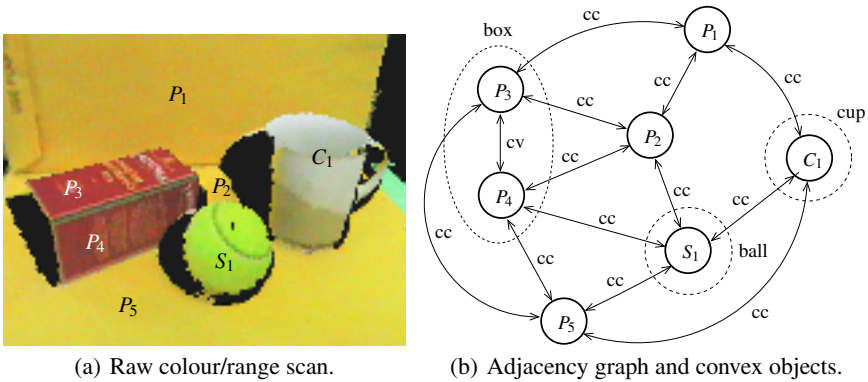 P1
P3
P2
C1
P4
S1
P5
(a) Raw colour/range scan.
box
cc
P1
cc
cc
P3
cc
cup
P2
C1
cv
cc
P4
cc
cc
cc
S1
ball
cc
cc
cc
P5
cc
(b) Adjacency graph and convex objects.